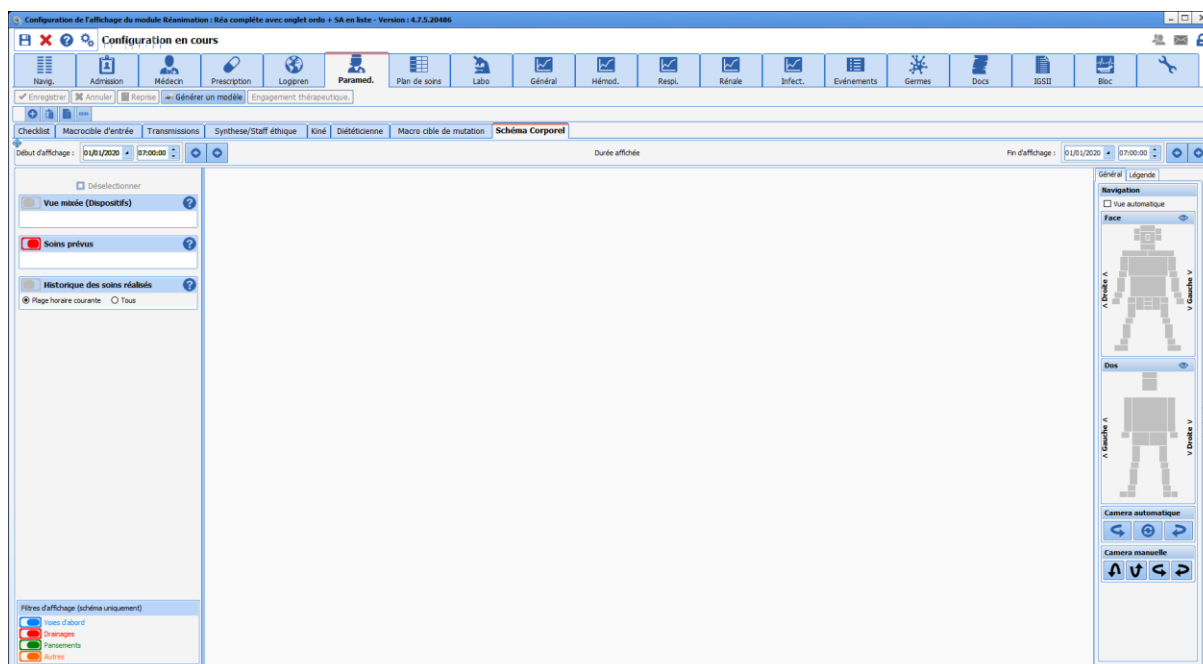 Configuration de l'affichage du module Réanimation : Réa complète avec onglet ordo + SA en liste - Version : 4.7.5.20486
Configuration en cours
Navig. Admission Médecin Prescription Logipren Paramed. Plan de soins Labo Général Hémod. Respi. Rénale Infect. Evénements Germes Docs IGSII Bloc
Enregistrer Annuler Reprise Générer un modèle Engagement thérapeutique.
Checklist Macrocible d'entrée Transmissions Synthese/Staff éthique Kiné Diététicienne Macro cible de mutation Schéma Corporel
Début d'affichage : 01/01/2020 07:00:00 Durée affichée Fin d'affichage : 01/01/2020 07:00:00
Déselectionner
Vue mixée (Dispositifs)
Soins prévus
Historique des soins réalisés
Plage horaire courante Tous
Filtres d'affichage (schéma uniquement)
Voies d'abord
Drainages
Pansements
Autres
Général Légende
Navigation
Vue automatique
Face
< Droite <
> Gauche >
Dos
< Gauche <
> Droite >
Camera automatique
Camera manuelle